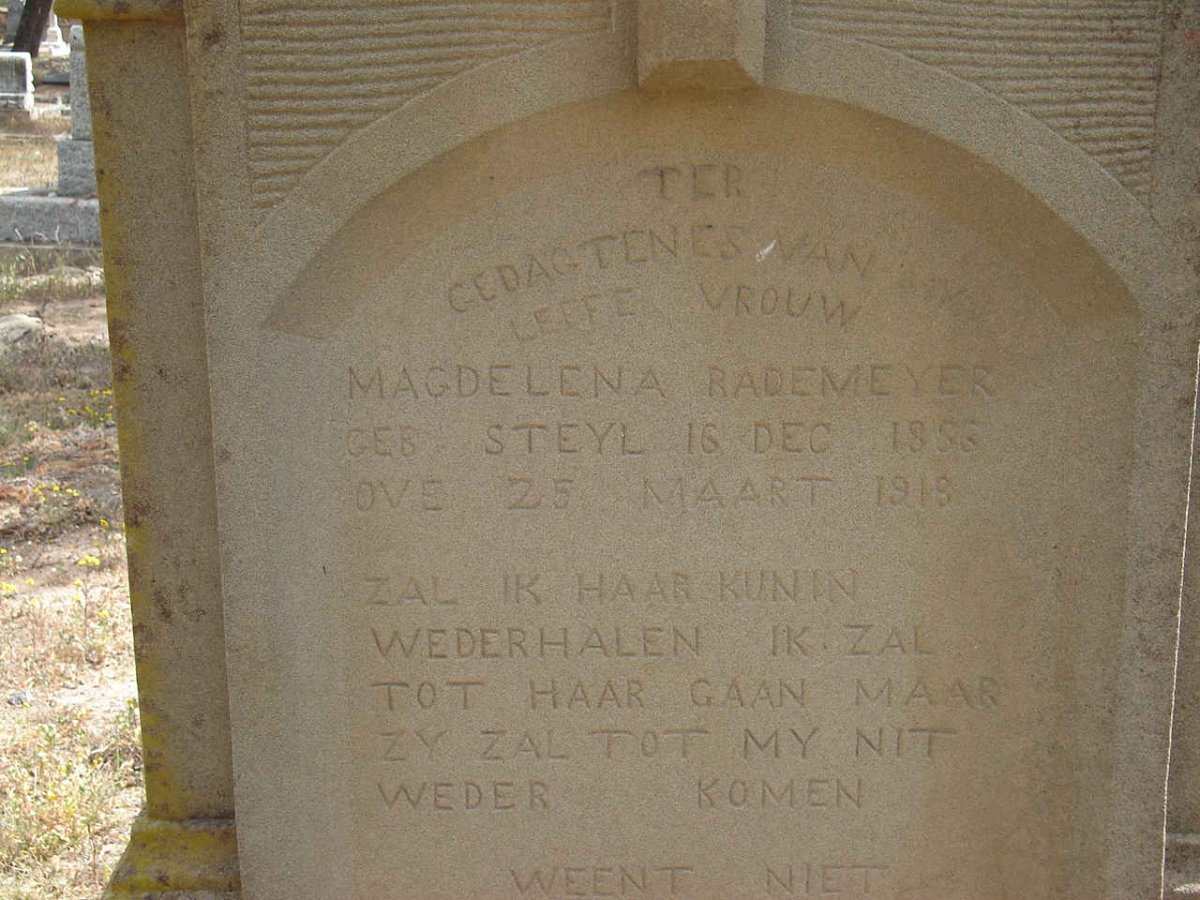 TER
GEDAGTENES VAN
LEIFE VROUW
MAGDELENA RADEMEYER
GEB STEYL 16 DEC
OVE 25 MAART 1918
ZAL IK HAAR KUNIN
WEDERHALEN IK ZAL
TOT HAAR GAAN MAAR
ZY ZAL TOT MY NIT
WEDER KOMEN
WEENT NIET